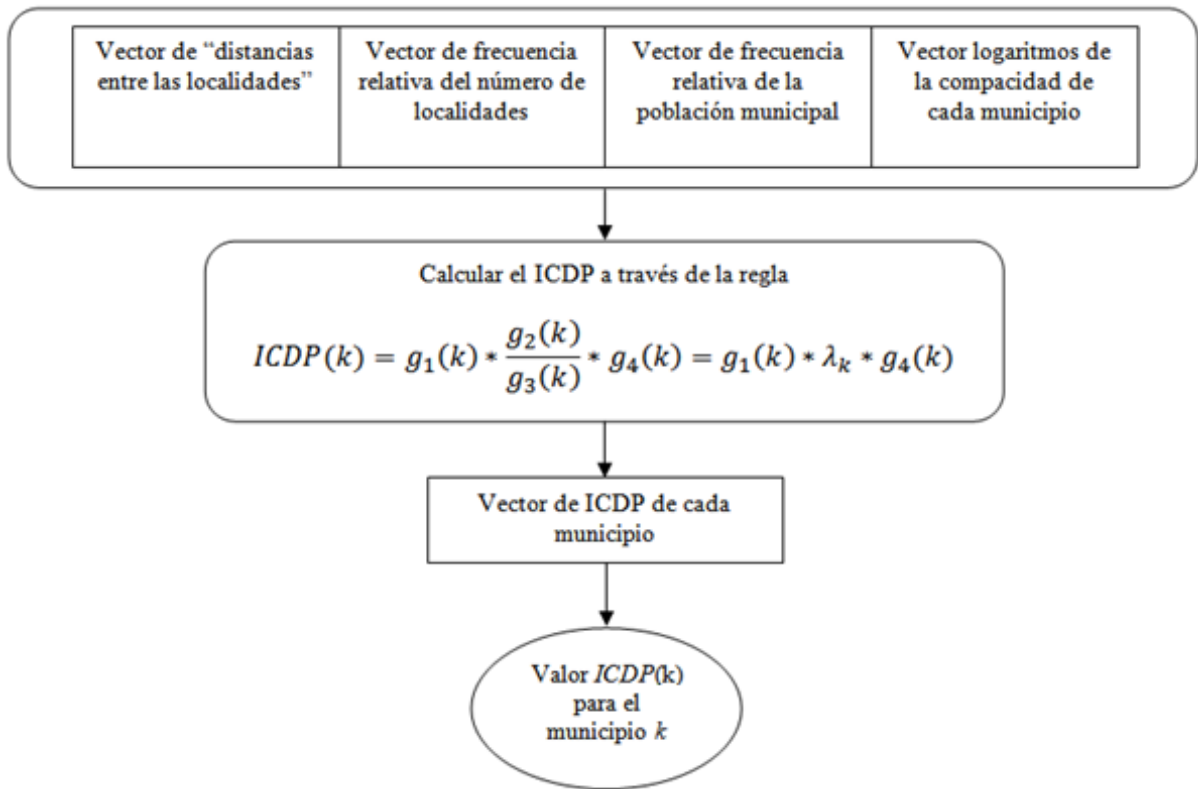 Vector de “distancias
entre las localidades”
Vector de frecuencia
relativa del número de
localidades
Vector de frecuencia
relativa de la
población municipal
Vector logaritmos de
la compacidad de
cada municipio
Calcular el ICDP a través de la regla
ICDP(k) = g₁(k) * g₂(k)/g₃(k) * g₄(k) = g₁(k) * λₖ * g₄(k)
Vector de ICDP de cada
municipio
Valor ICDP(k)
para el
municipio k